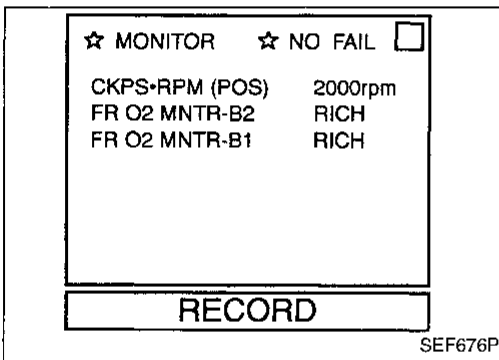 ☆ MONITOR ☆ NO FAIL
CKPS•RPM (POS) 2000rpm
FR O2 MNTR-B2 RICH
FR O2 MNTR-B1 RICH
RECORD
SEF676P